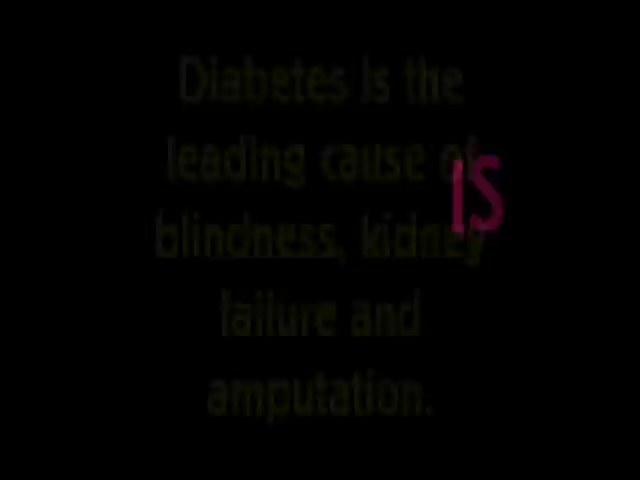 Diabetes is the
leading cause of
IS
blindness, kidney
failure and
amputation.